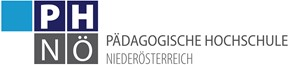 PH
NÖ
PÄDAGOGISCHE HOCHSCHULE
NIEDERÖSTERREICH